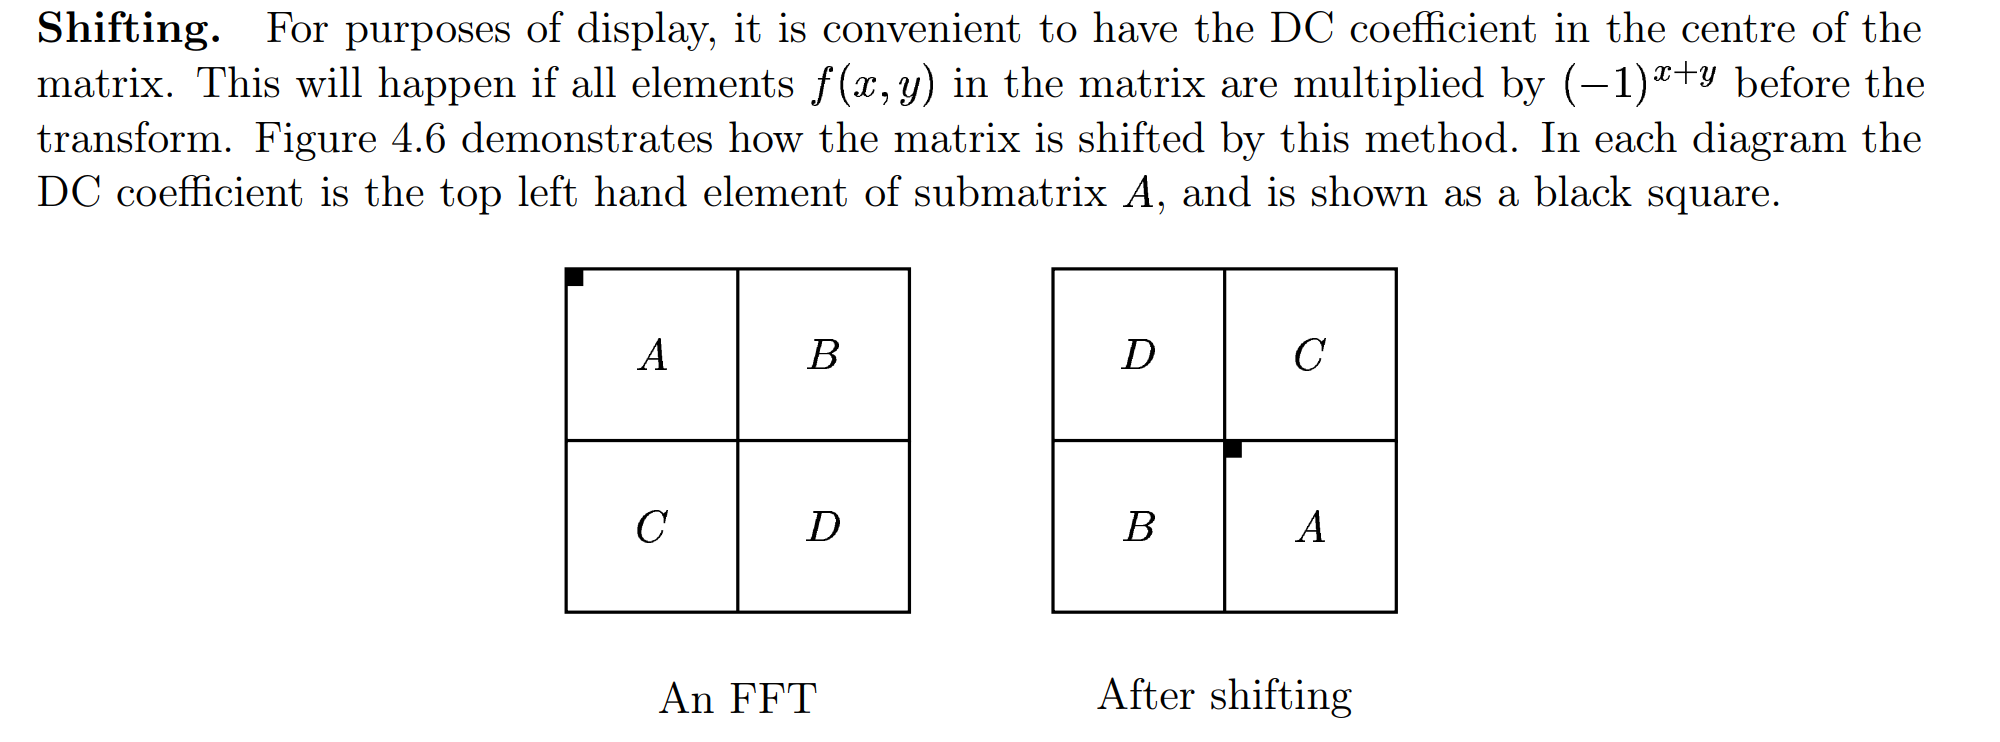 Shifting. For purposes of display, it is convenient to have the DC coefficient in the centre of the
matrix. This will happen if all elements f(x, y) in the matrix are multiplied by (−1)^{x+y} before the
transform. Figure 4.6 demonstrates how the matrix is shifted by this method. In each diagram the
DC coefficient is the top left hand element of submatrix A, and is shown as a black square.
A B
C D
An FFT
D C
B A
After shifting